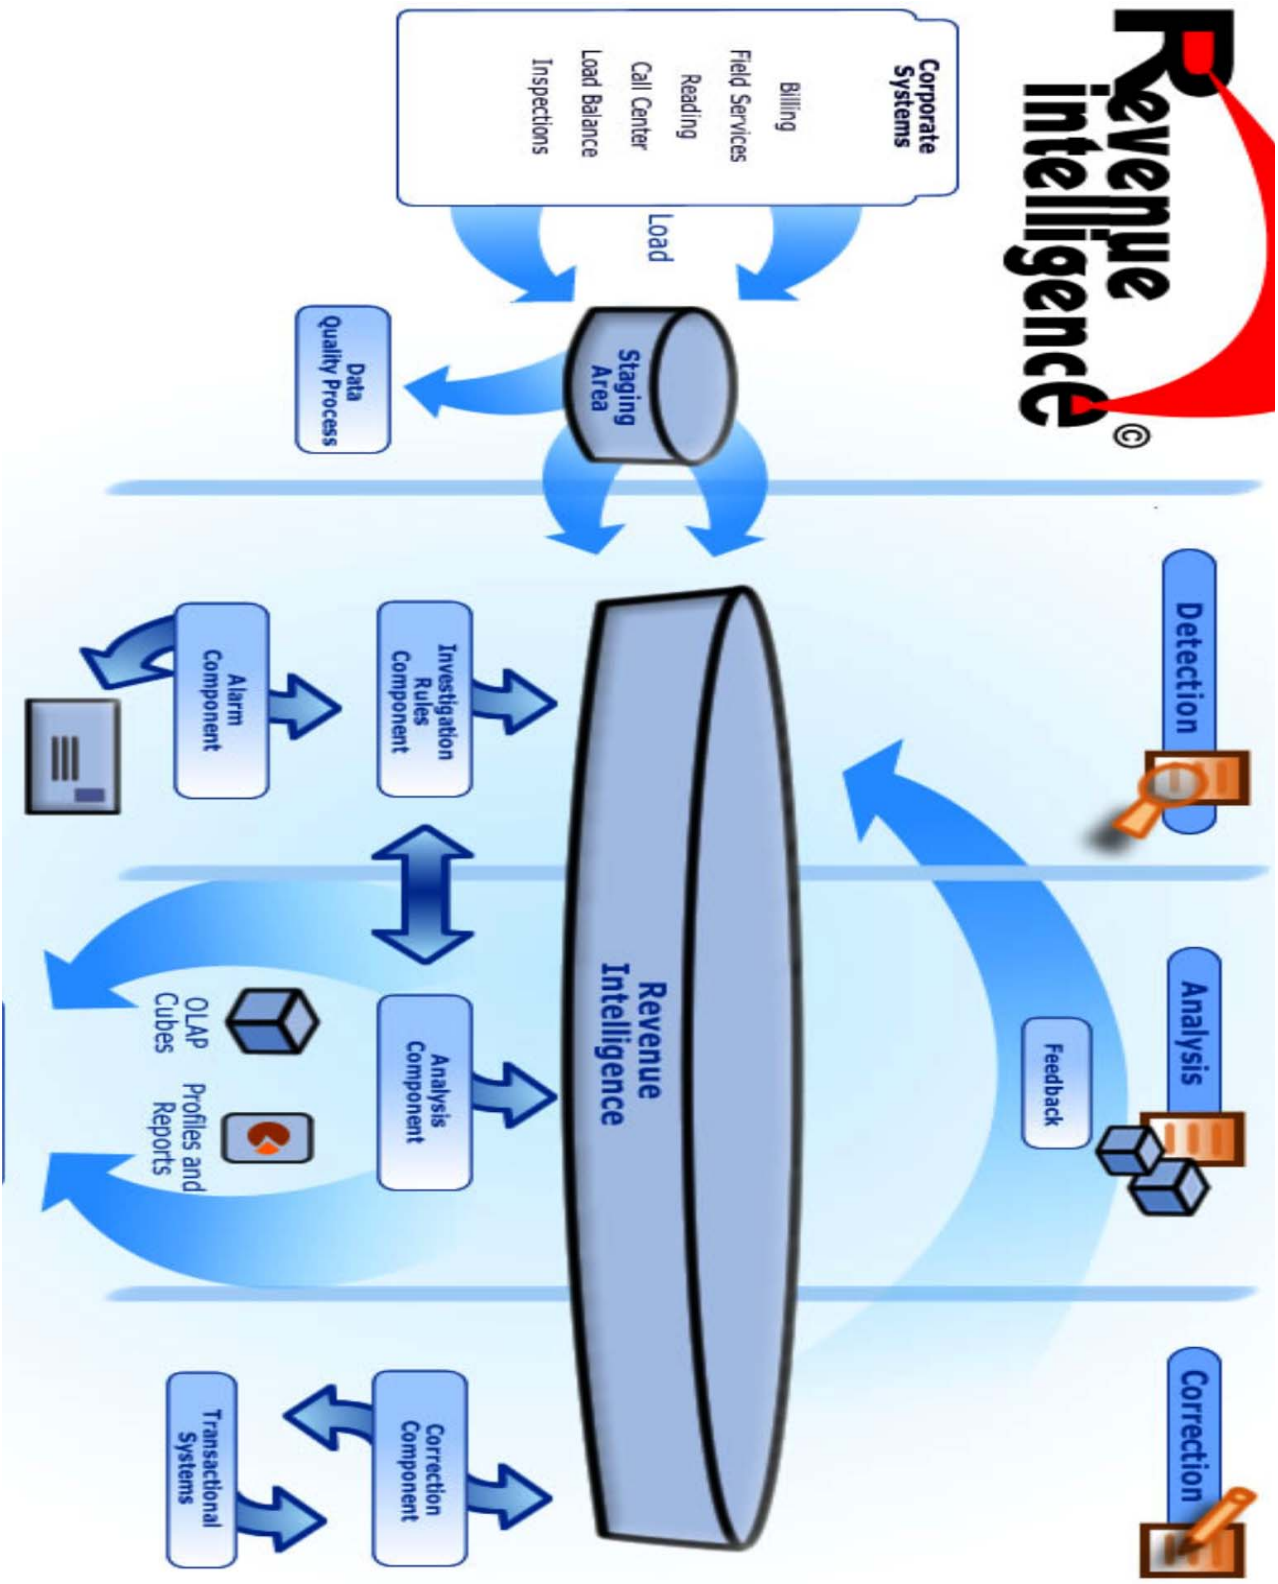 Revenue
intelligence
©
Corporate
Systems
Billing
Field Services
Reading
Call Center
Load Balance
Inspections
Load
Staging
Area
Data
Quality Process
Detection
Analysis
Correction
Feedback
Revenue
Intelligence
Investigation
Rules
Component
Alarm
Component
Analysis
Component
OLAP
Cubes
Profiles and
Reports
Correction
Component
Transactional
Systems